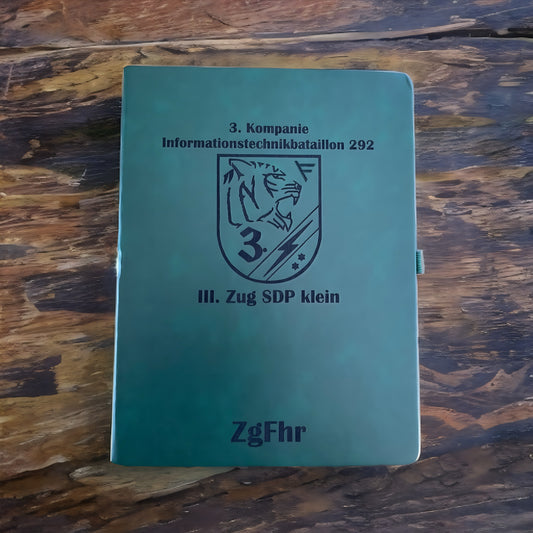 3. Kompanie
Informationstechnikbataillon 292
3.
III. Zug SDP klein
ZgFhr